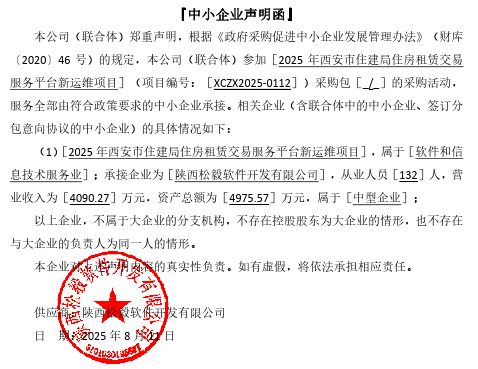 『中小企业声明函』
本公司（联合体）郑重声明，根据《政府采购促进中小企业发展管理办法》（财库
〔2020〕46 号）的规定，本公司（联合体）参加［2025 年西安市住建局住房租赁交易
服务平台新运维项目］（项目编号：［XCZX2025-0112］）采购包［ / ］的采购活动，
服务全部由符合政策要求的中小企业承接。相关企业（含联合体中的中小企业、签订分
包意向协议的中小企业）的具体情况如下：
（1）［2025 年西安市住建局住房租赁交易服务平台新运维项目］，属于［软件和信
息技术服务业］；承接企业为［陕西松毅软件开发有限公司］，从业人员［132］人，营
业收入为［4090.27］万元，资产总额为［4975.57］万元，属于［中型企业］；
以上企业，不属于大企业的分支机构，不存在控股股东为大企业的情形，也不存在
与大企业的负责人为同一人的情形。
本企业对上述声明内容的真实性负责。如有虚假，将依法承担相应责任。
供应商：陕西松毅软件开发有限公司
日 期：2025 年 8 月 11 日
陕西松毅软件开发有限公司